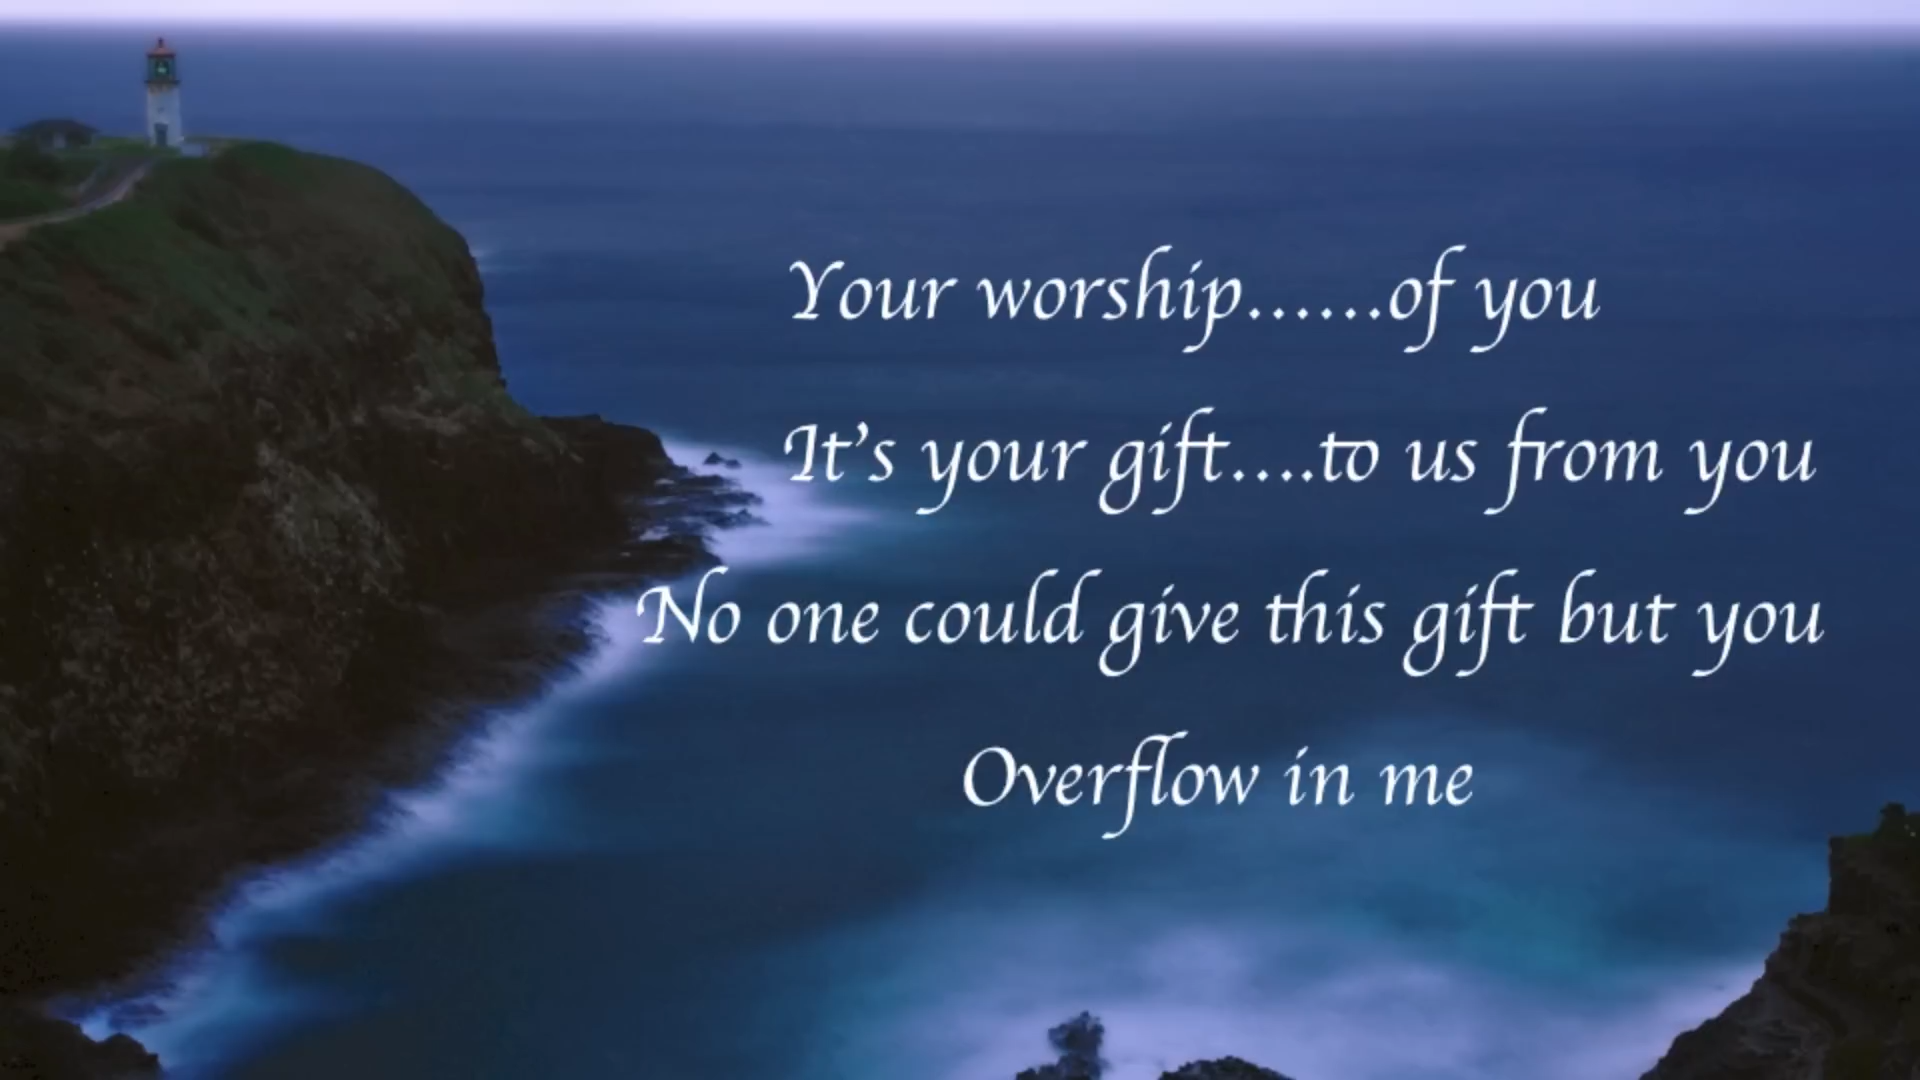 Your worship......of you
It's your gift....to us from you
No one could give this gift but you
Overflow in me